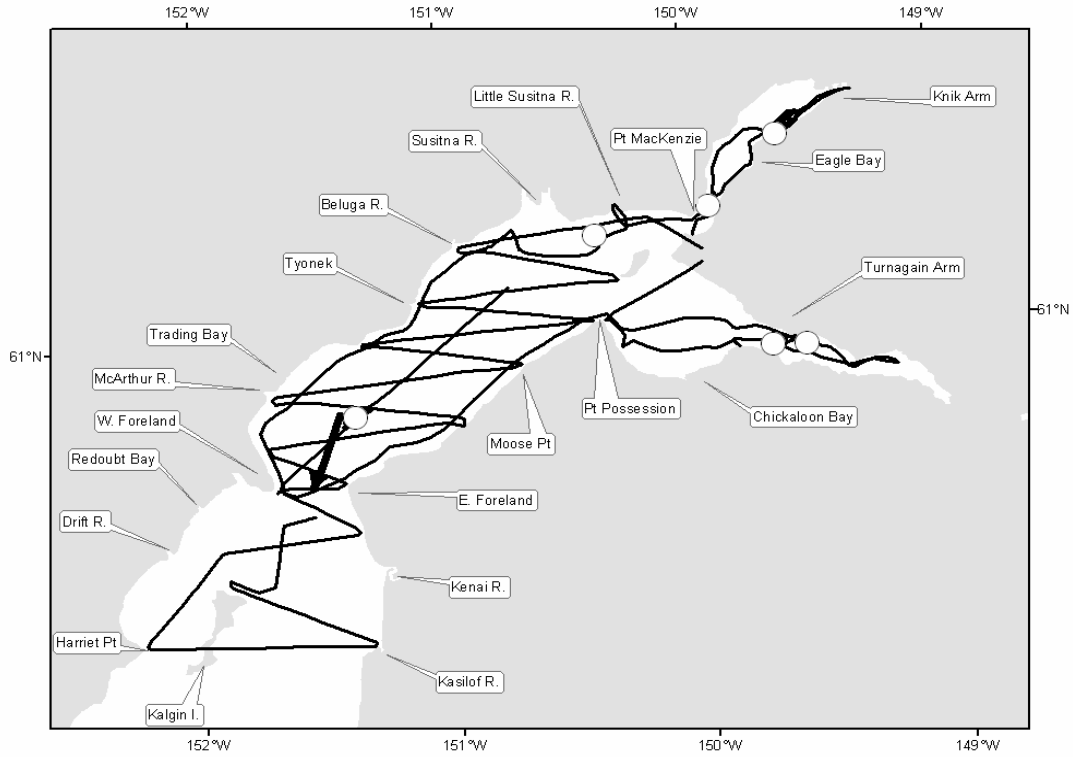 152°W 151°W 150°W 149°W
Little Susitna R.
Knik Arm
Susitna R.
Pt MacKenzie
Eagle Bay
Beluga R.
Tyonek
Turnagain Arm
61°N
Trading Bay
61°N
McArthur R.
Pt Possession
W. Foreland
Chickaloon Bay
Moose Pt
Redoubt Bay
E. Foreland
Drift R.
Kenai R.
Harriet Pt
Kasilof R.
Kalgin I.
152°W 151°W 150°W 149°W